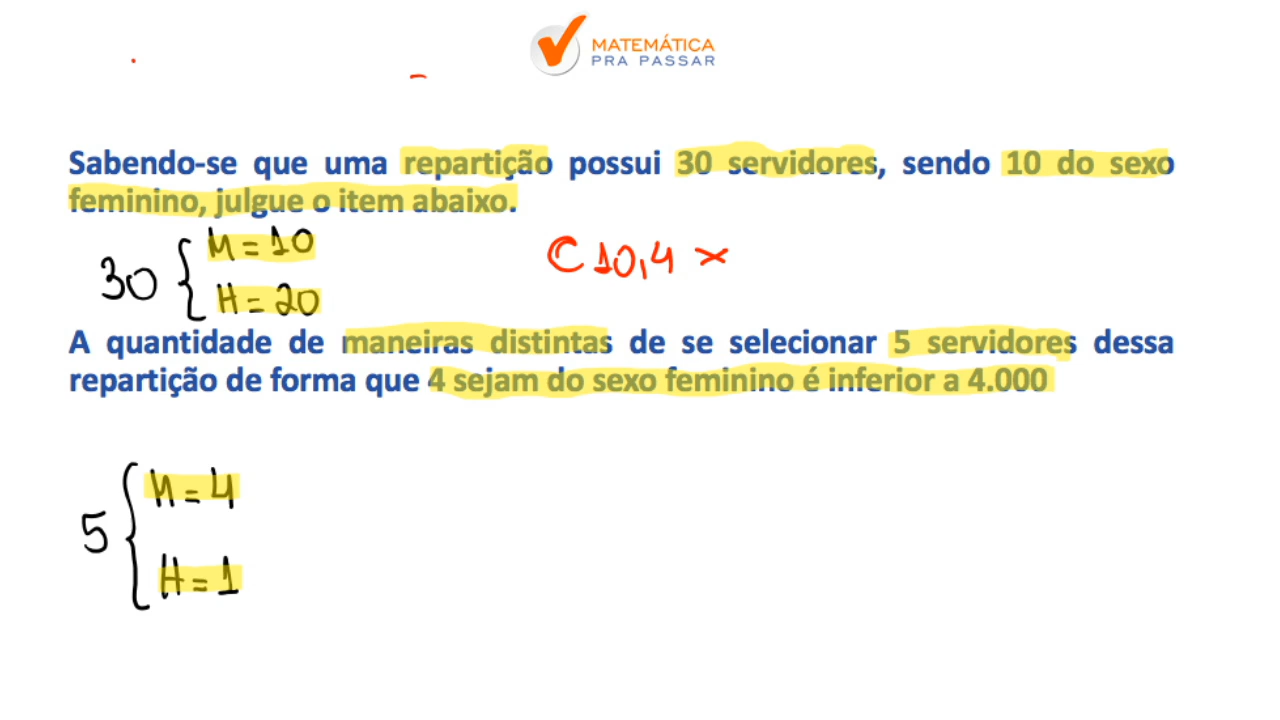 MATEMÁTICA
PRA PASSAR
Sabendo-se que uma repartição possui 30 servidores, sendo 10 do sexo
feminino, julgue o item abaixo.
30 { M = 10
H = 20
C 10,4 ×
A quantidade de maneiras distintas de se selecionar 5 servidores dessa
repartição de forma que 4 sejam do sexo feminino é inferior a 4.000
5 { M = 4
H = 1